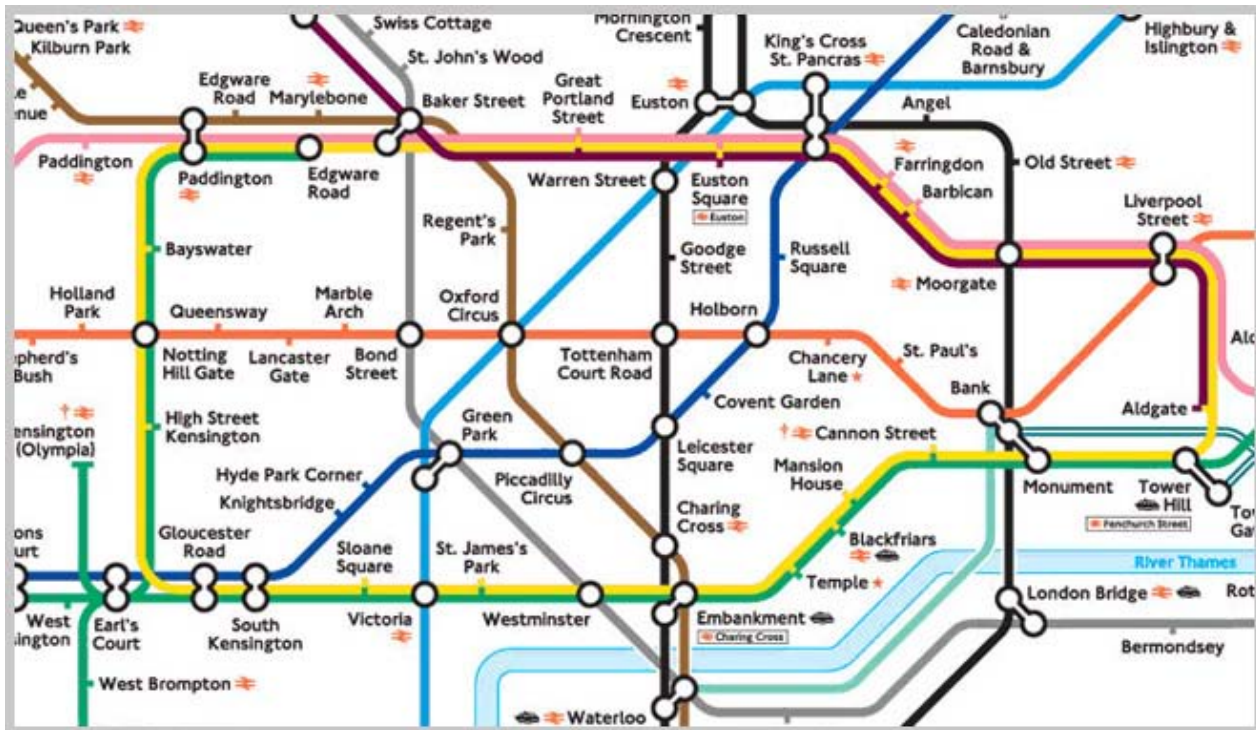 Queen's Park
Kilburn Park
Swiss Cottage
St. John's Wood
Mornington
Crescent
King's Cross
St. Pancras
Caledonian
Road &
Barnsbury
Highbury &
Islington
Edgware
Road
Marylebone
Baker Street
Great
Portland
Street
Euston
Angel
Paddington
Paddington
Edgware
Road
Warren Street
Euston
Square
Euston
Farringdon
Barbican
Old Street
Liverpool
Street
Bayswater
Regent's
Park
Goodge
Street
Russell
Square
Moorgate
Holland
Park
Queensway
Marble
Arch
Oxford
Circus
Holborn
Notting
Hill Gate
Lancaster
Gate
Bond
Street
Tottenham
Court Road
Chancery
Lane
St. Paul's
Bank
Aldgate
epherd's
Bush
High Street
Kensington
ensington
(Olympia)
Green
Park
Covent Garden
Leicester
Square
Cannon Street
Mansion
House
Hyde Park Corner
Knightsbridge
Piccadilly
Circus
Charing
Cross
Monument
Tower
Hill
Fenchurch Street
Gloucester
Road
Sloane
Square
St. James's
Park
Blackfriars
Temple
River Thames
West
Earl's
Court
South
Kensington
Victoria
Westminster
Embankment
Charing Cross
London Bridge
Bermondsey
West Brompton
Waterloo